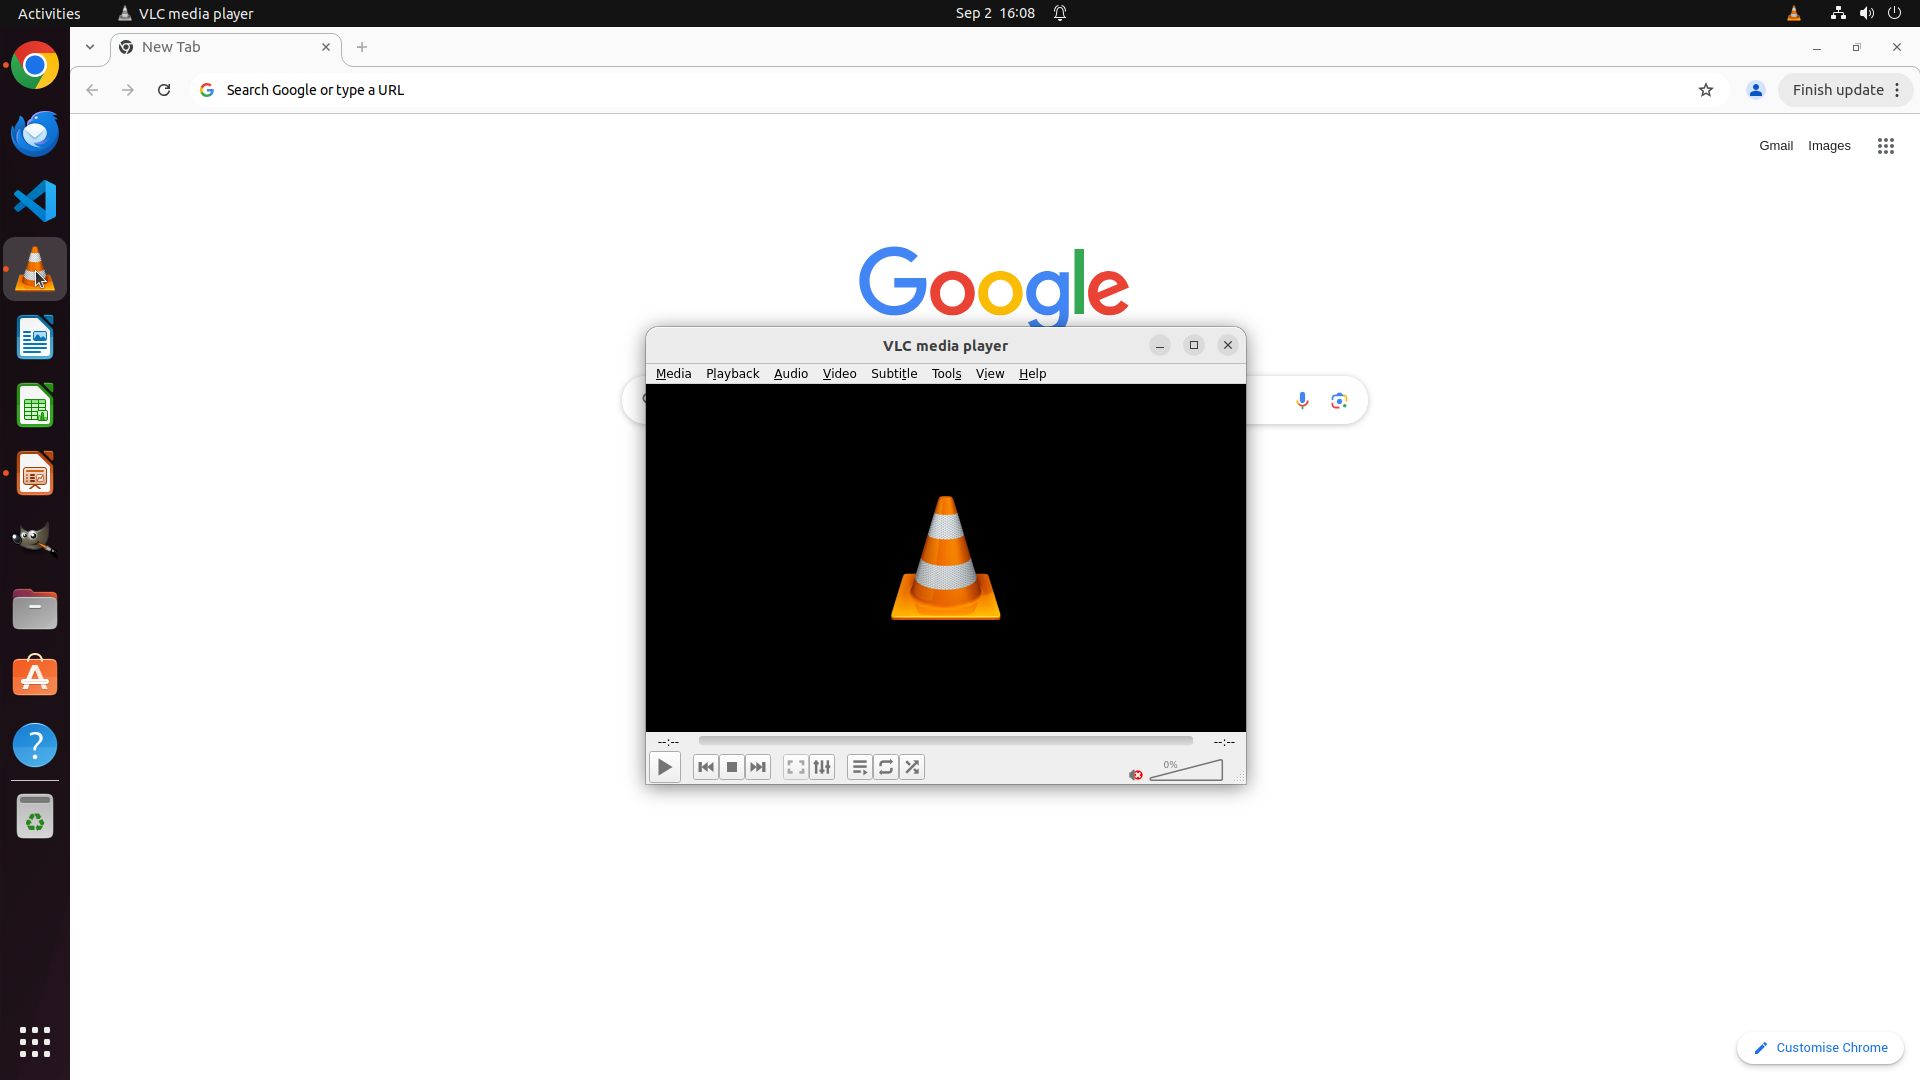 Activities
VLC media player
Sep 2 16:08
New Tab
Search Google or type a URL
Finish update
Gmail
Images
Google
VLC media player
Media Playback Audio Video Subtitle Tools View Help
--:--
--:--
0%
Customise Chrome